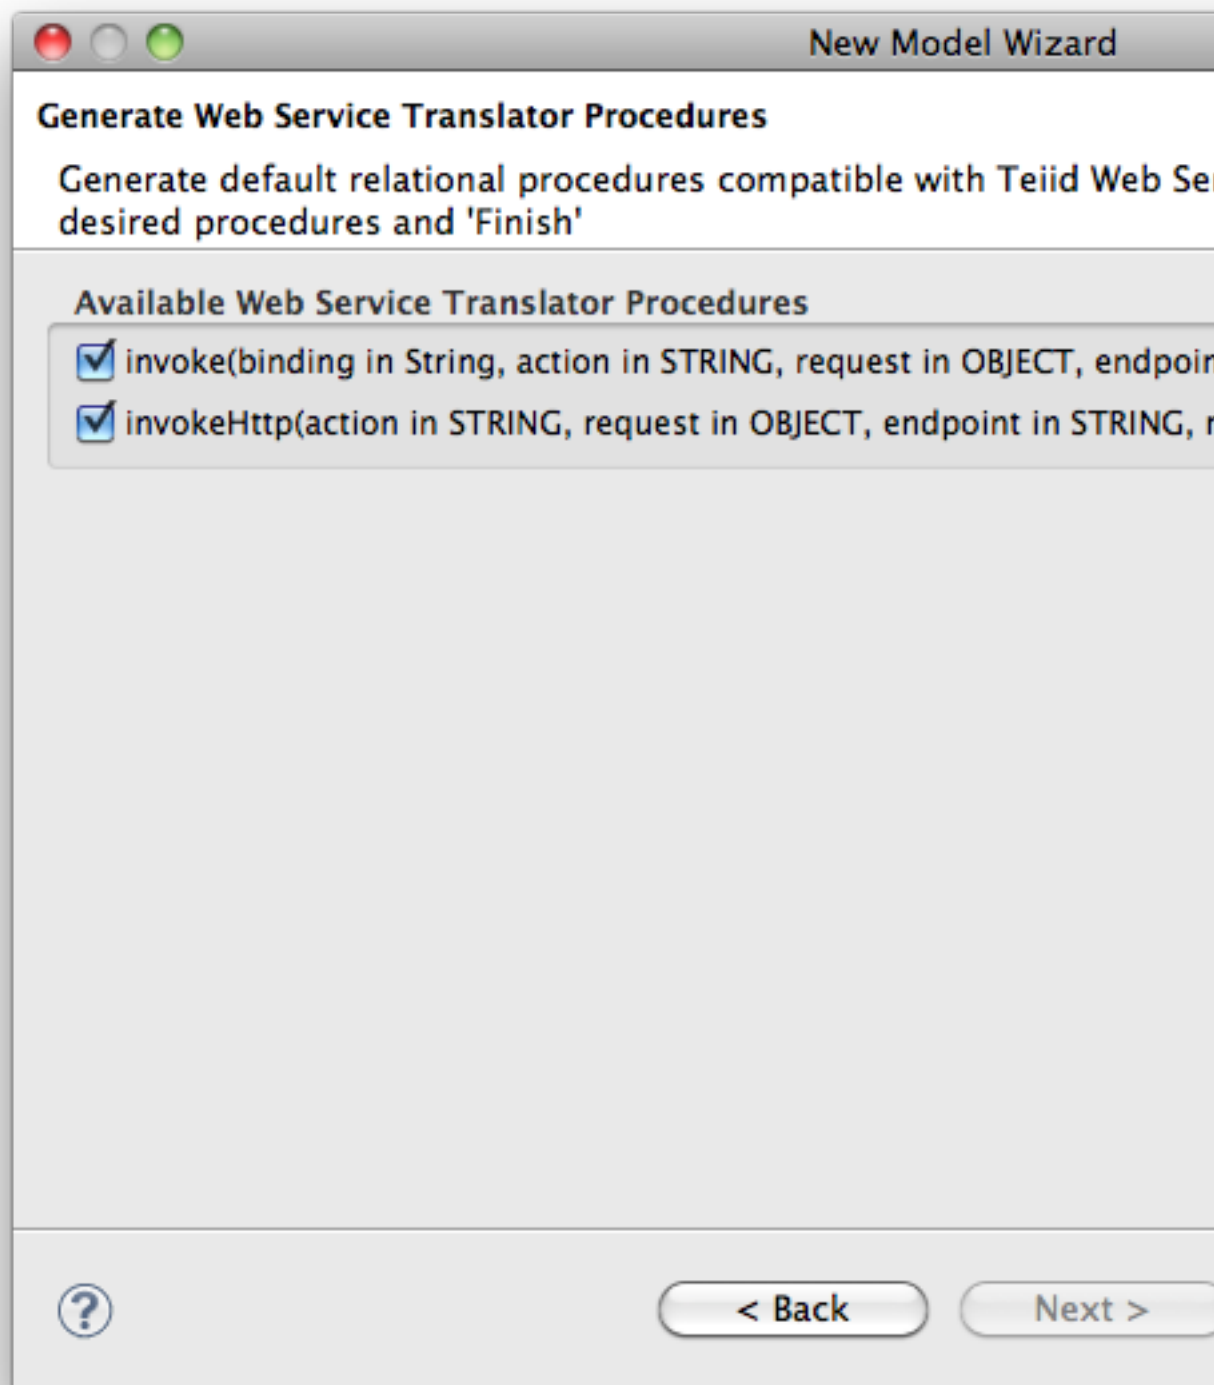 New Model Wizard
Generate Web Service Translator Procedures
Generate default relational procedures compatible with Teiid Web
desired procedures and 'Finish'
Available Web Service Translator Procedures
invoke(binding in String, action in STRING, request in OBJECT,
invokeHttp(action in STRING, request in OBJECT, endpoint in STRING,
?
< Back
Next >